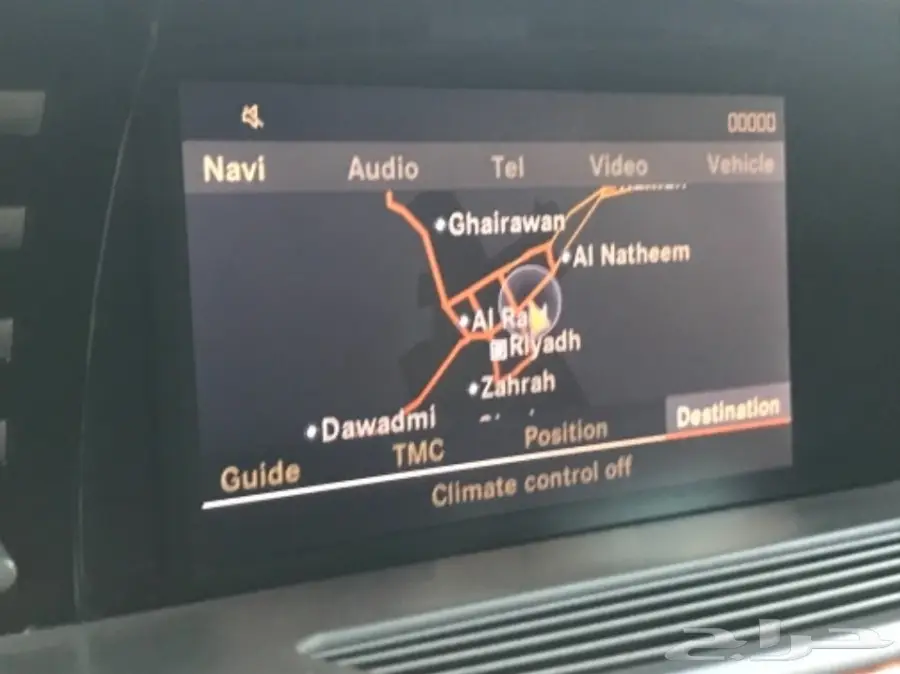 00000
Navi Audio Tel Video Vehicle
Ghairawan
Al Natheem
Riyadh
Zahrah
Dawadmi
Guide TMC Position Destination
Climate control off
حراج